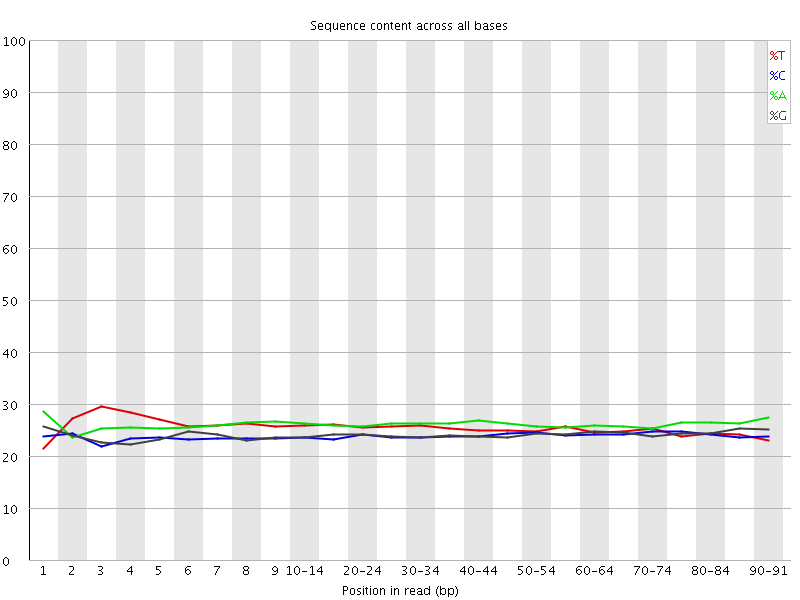 Sequence content across all bases
100
90
80
70
60
50
40
30
20
10
0
%T
%C
%A
%G
1 2 3 4 5 6 7 8 9 10-14 20-24 30-34 40-44 50-54 60-64 70-74 80-84 90-91
Position in read (bp)